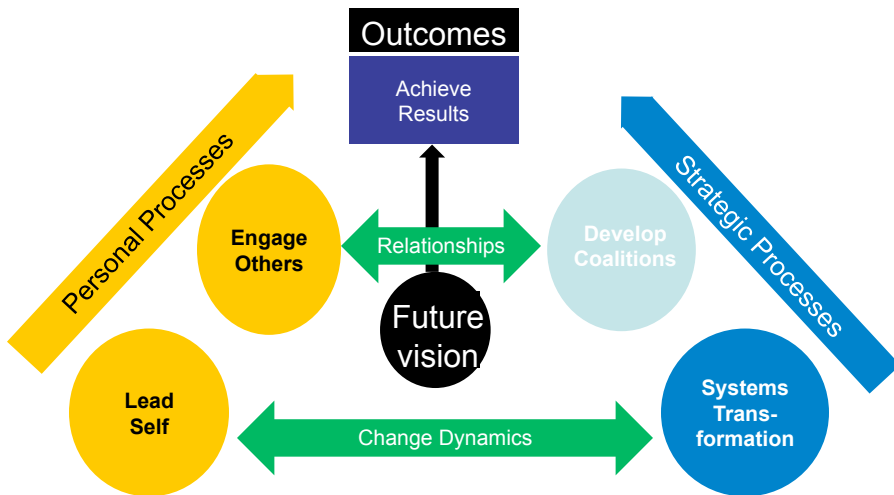 Outcomes
Achieve
Results
Personal Processes
Strategic Processes
Engage
Others
Relationships
Develop
Coalitions
Future
vision
Lead
Self
Change Dynamics
Systems
Trans-
formation